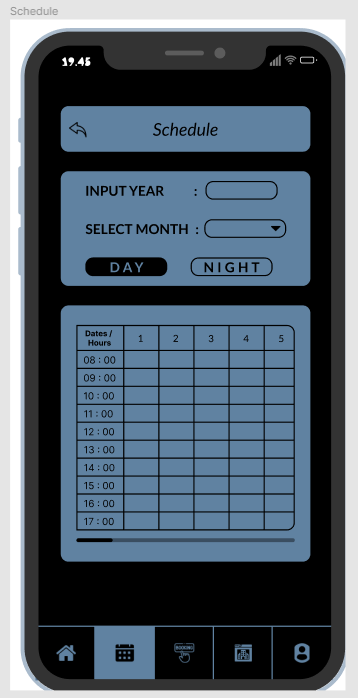 Schedule
19.45
Schedule
INPUT YEAR :
SELECT MONTH :
DAY NIGHT
Dates / Hours 1 2 3 4 5
08 : 00
09 : 00
10 : 00
11 : 00
12 : 00
13 : 00
14 : 00
15 : 00
16 : 00
17 : 00
BOOKING